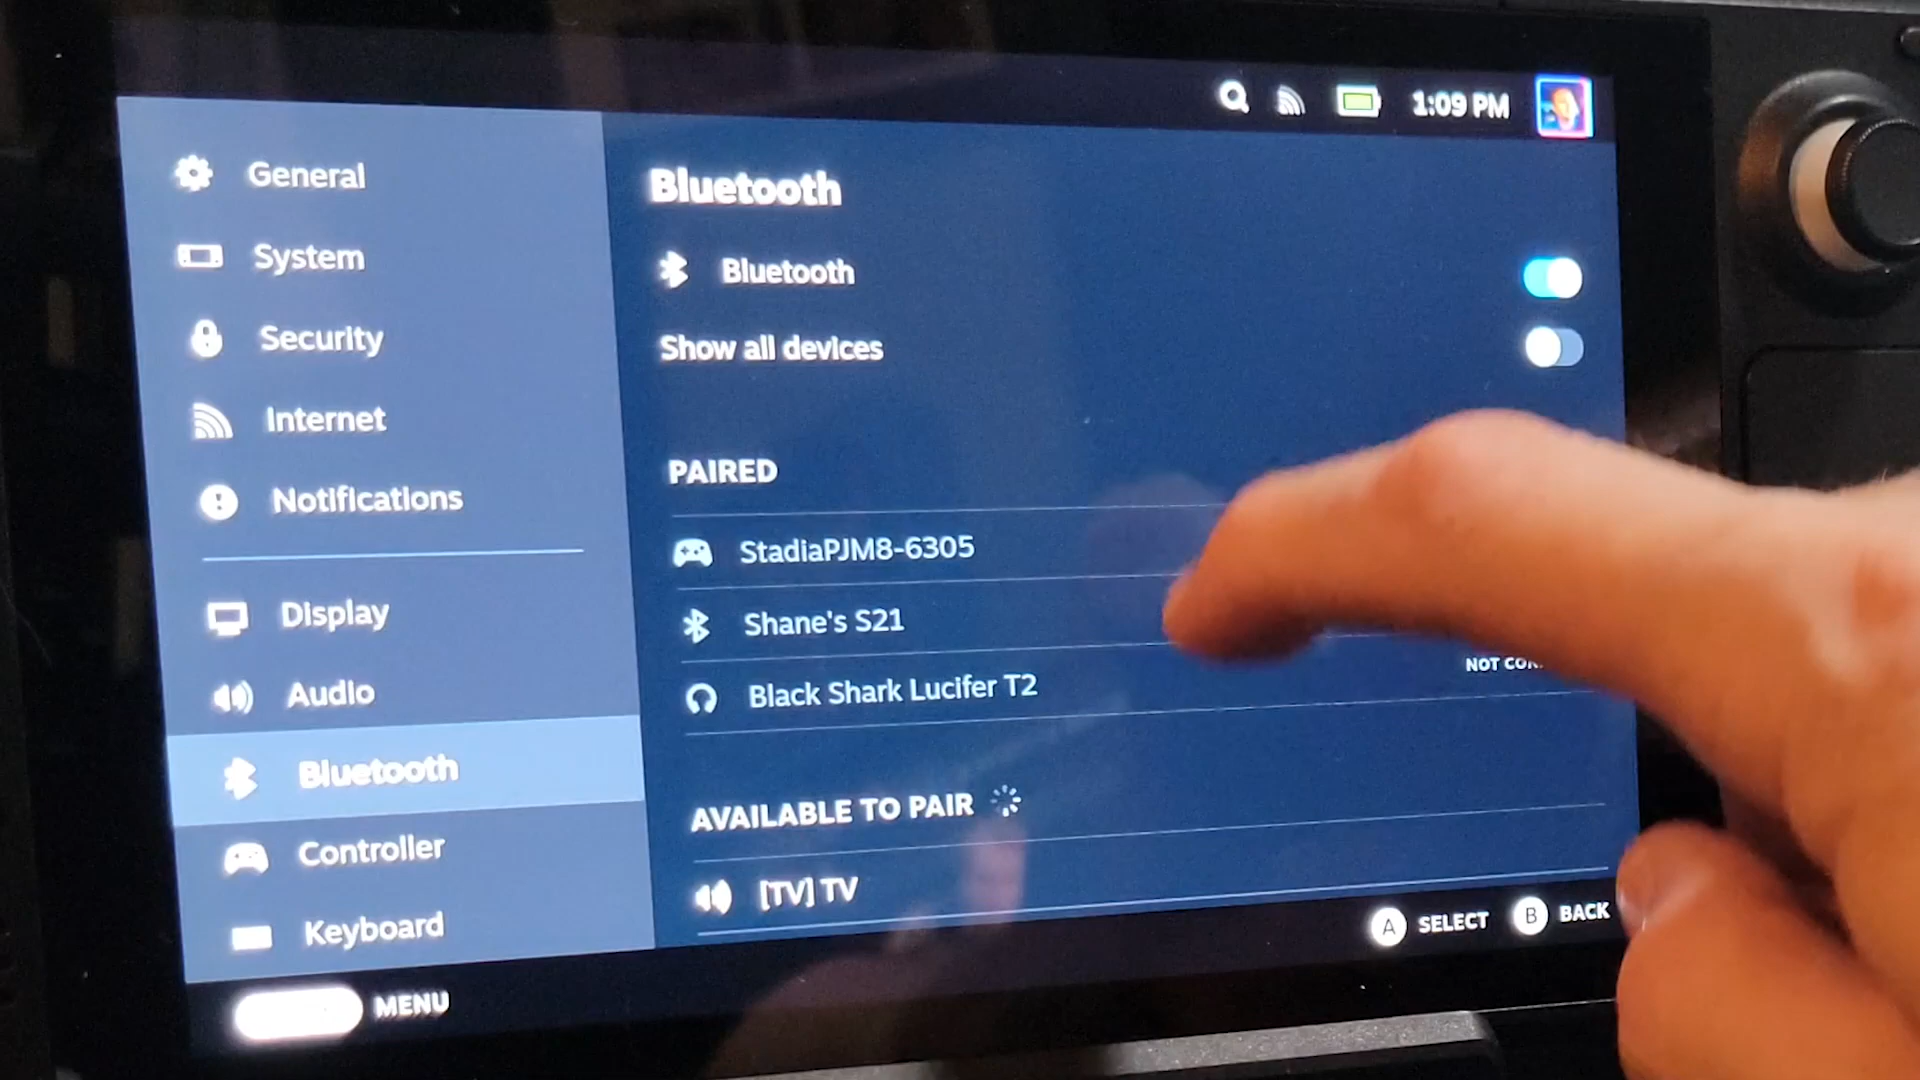 1:09 PM
General
System
Security
Internet
Notifications
Display
Audio
Bluetooth
Controller
Keyboard
Bluetooth
Bluetooth
Show all devices
PAIRED
StadiaPJM8-6305
Shane's S21
Black Shark Lucifer T2
NOT
AVAILABLE TO PAIR
[TV] TV
MENU
A SELECT B BACK